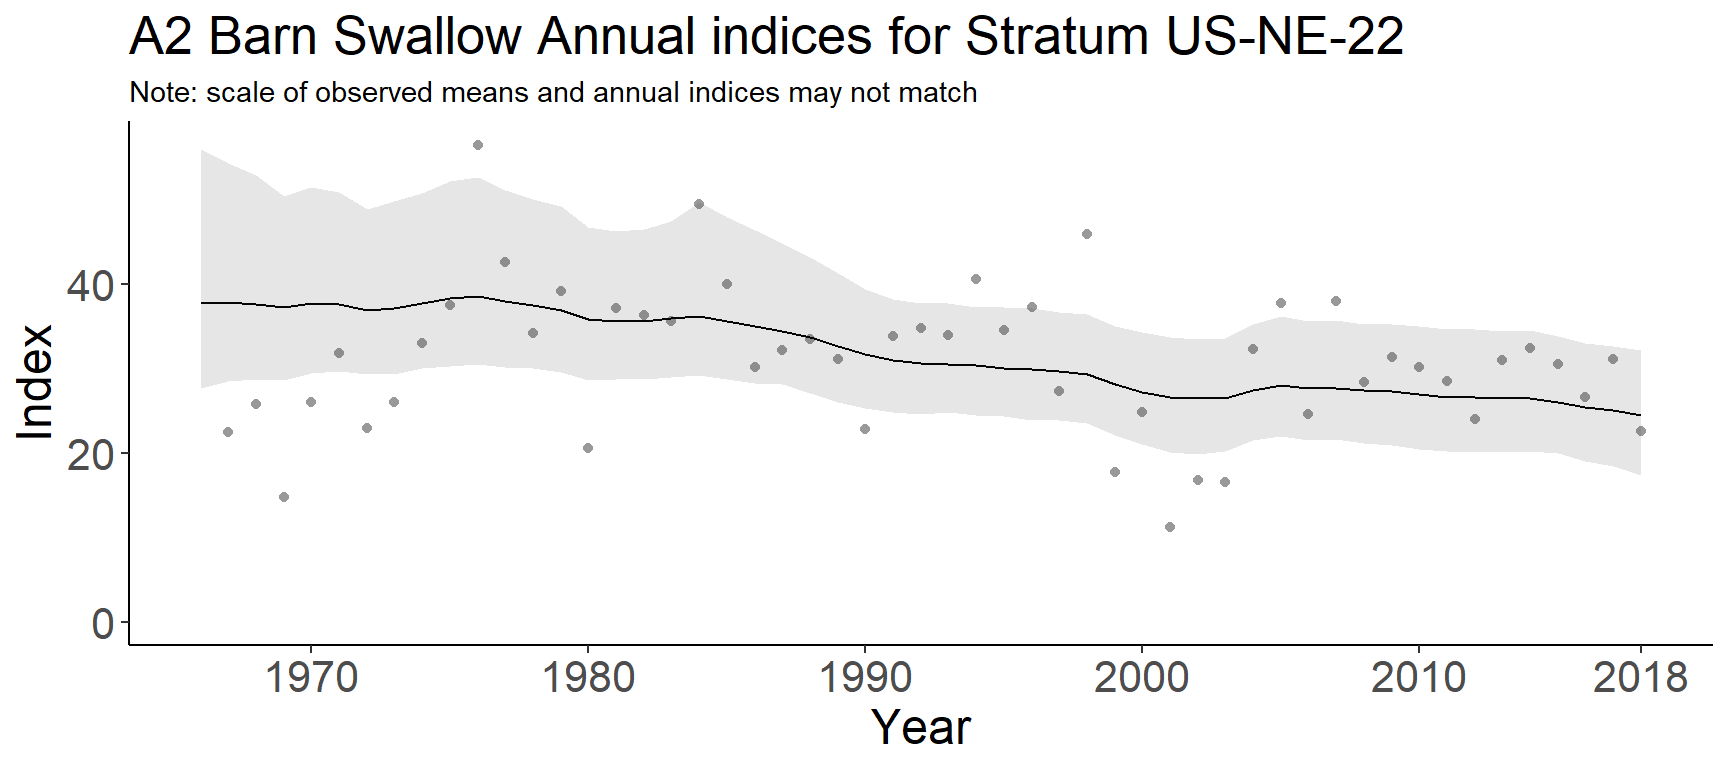 A2 Barn Swallow Annual indices for Stratum US-NE-22
Note: scale of observed means and annual indices may not match
Index
40
20
0
1970 1980 1990 2000 2010 2018
Year